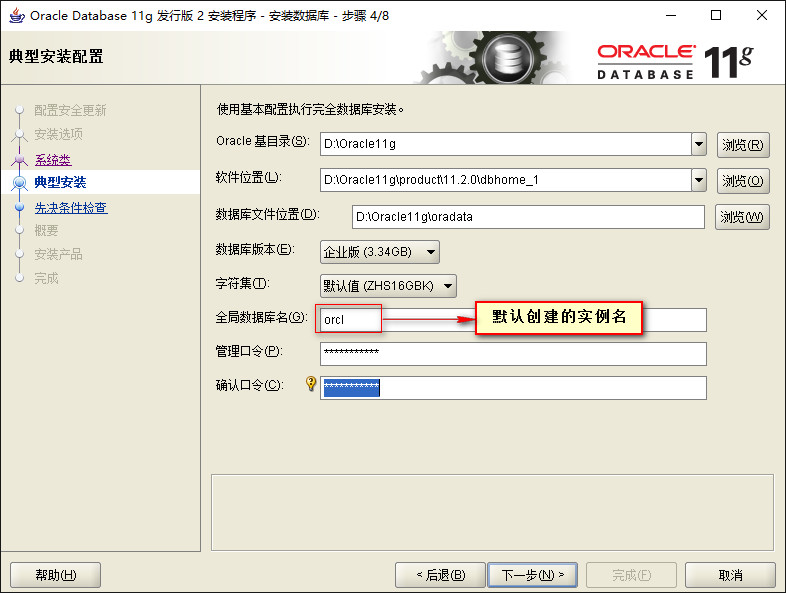 Oracle Database 11g 发行版 2 安装程序 - 安装数据库 - 步骤 4/8
典型安装配置
ORACLE DATABASE 11g
配置安全更新
安装选项
系统类
典型安装
先决条件检查
概要
安装产品
完成
使用基本配置执行完全数据库安装。
Oracle 基目录(S): D:\Oracle11g 浏览(R)
软件位置(L): D:\Oracle11g\product\11.2.0\dbhome_1 浏览(O)
数据库文件位置(D): D:\Oracle11g\oradata 浏览(W)
数据库版本(E): 企业版 (3.34GB)
字符集(T): 默认值 (ZHS16GBK)
全局数据库名(G): orcl 默认创建的实例名
管理口令(P): ***********
确认口令(C): ***********
帮助(H) < 后退(B) 下一步(N) > 完成(F) 取消